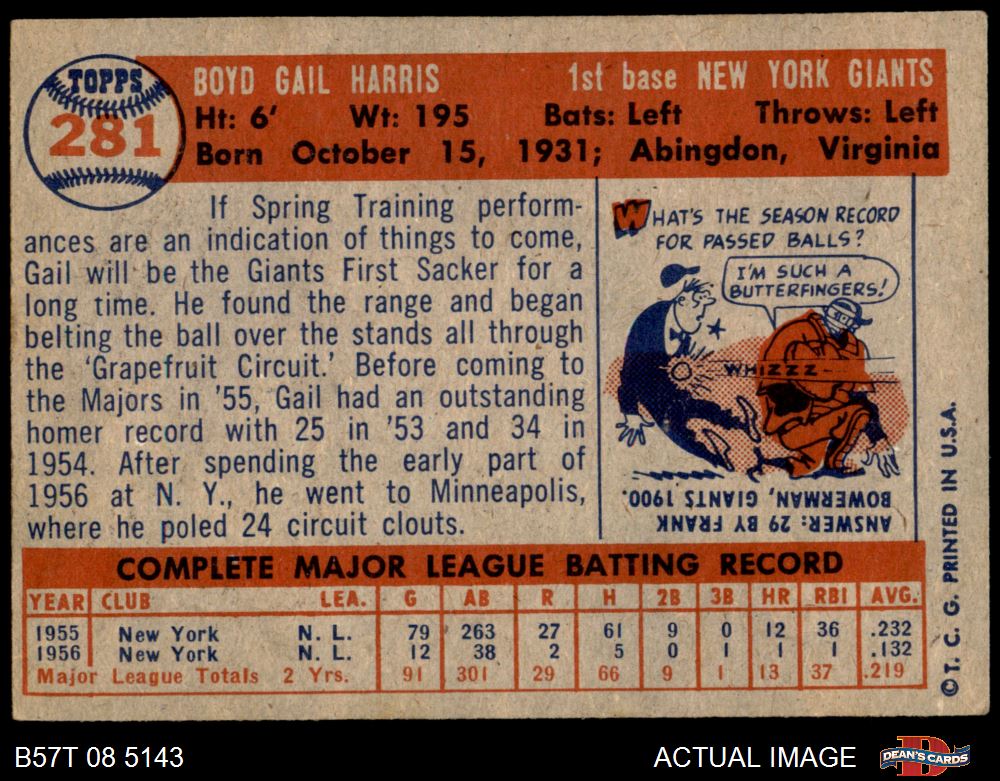 TOPPS
281
BOYD GAIL HARRIS 1st base NEW YORK GIANTS
Ht: 6' Wt: 195 Bats: Left Throws: Left
Born October 15, 1931; Abingdon, Virginia
If Spring Training perform-
ances are an indication of things to come,
Gail will be the Giants First Sacker for a
long time. He found the range and began
belting the ball over the stands all through
the 'Grapefruit Circuit.' Before coming to
the Majors in '55, Gail had an outstanding
homer record with 25 in '53 and 34 in
1954. After spending the early part of
1956 at N. Y., he went to Minneapolis,
where he poled 24 circuit clouts.
WHAT'S THE SEASON RECORD
FOR PASSED BALLS?
I'M SUCH A
BUTTERFINGERS!
WHIZZZ-
ANSWER: 29 BY FRANK
BOWERMAN, GIANTS 1900.
COMPLETE MAJOR LEAGUE BATTING RECORD
YEAR CLUB LEA. G AB R H 2B 3B HR RBI AVG.
1955 New York N. L. 79 263 27 61 9 0 12 36 .232
1956 New York N. L. 12 38 2 5 0 1 1 1 .132
Major League Totals 2 Yrs. 91 301 29 66 9 1 13 37 .219
©T. C. G. PRINTED IN U.S.A.
B57T 08 5143 ACTUAL IMAGE DEAN'S CARDS